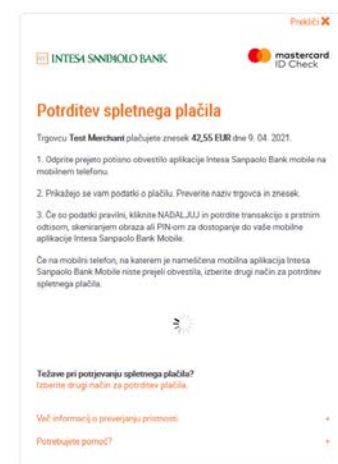 Prekliči X
INTESA SANPAOLO BANK
mastercard
ID Check
Potrditev spletnega plačila
Trgovcu Test Merchant plačujete znesek 42,55 EUR dne 9. 04. 2021.
1. Odprite prejeto potisno obvestilo aplikacije Intesa Sanpaolo Bank mobile na
mobilnem telefonu.
2. Prikažejo se vam podatki o plačilu. Preverite naziv trgovca in znesek.
3. Če so podatki pravilni, kliknite NADALJUJ in potrdite transakcijo s prstnim
odtisom, skeniranjem obraza ali PIN-om za dostopanje do vaše mobilne
aplikacije Intesa Sanpaolo Bank Mobile.
Če na mobilni telefon, na katerem je nameščena mobilna aplikacija Intesa
Sanpaolo Bank Mobile niste prejeli obvestila, izberite drugi način za potrditev
spletnega plačila.
Težave pri potrjevanju spletnega plačila?
Izberite drugi način za potrditev plačila.
Več informacij o preverjanju pristnosti +
Potrebujete pomoč? +